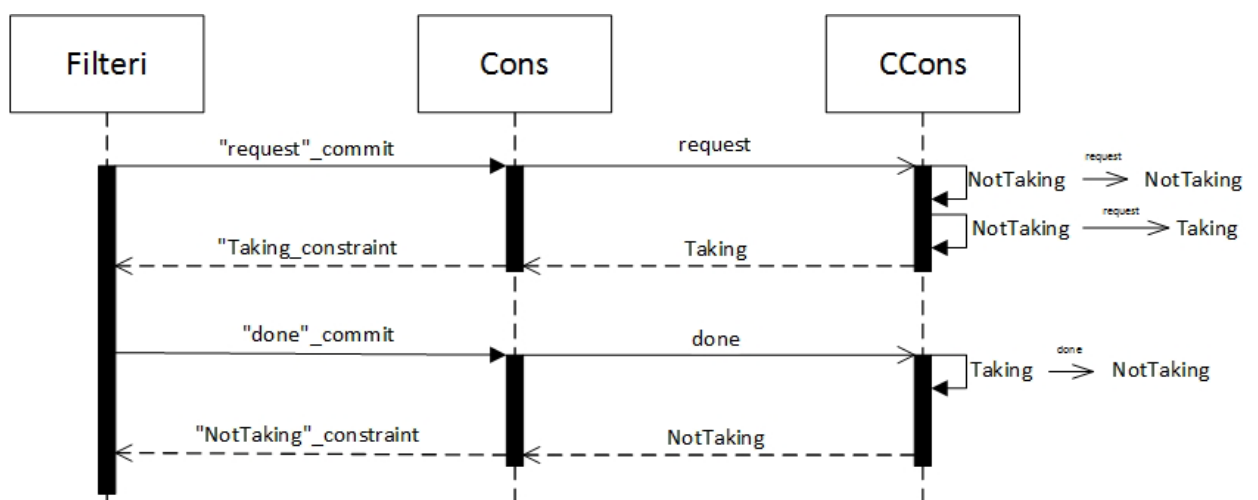 Filteri
Cons
CCons
"request"_commit
request
NotTaking request NotTaking
NotTaking request Taking
"Taking_constraint
Taking
"done"_commit
done
Taking done NotTaking
"NotTaking"_constraint
NotTaking